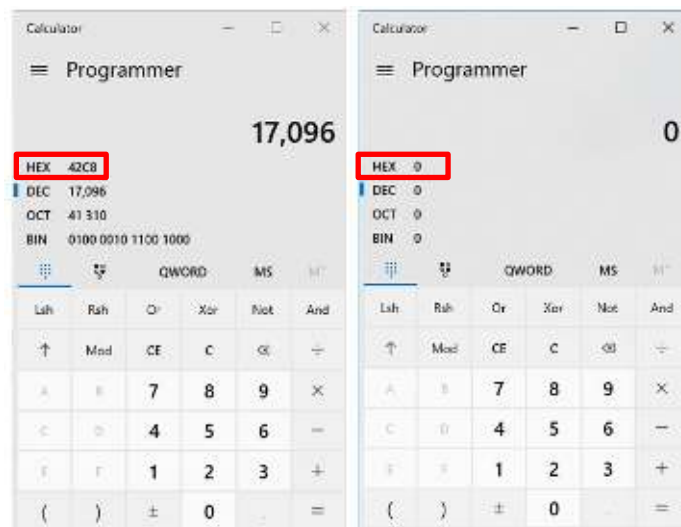 Calculator
Programmer
17,096
HEX 42C8
DEC 17,096
OCT 41 310
BIN 0100 0010 1100 1000
QWORD MS
Lsh Rsh Or Xor Not And
↑ Mod CE C ÷
A B 7 8 9 ×
C D 4 5 6 −
E F 1 2 3 +
( ) ± 0 . =
Calculator
Programmer
0
HEX 0
DEC 0
OCT 0
BIN 0
QWORD MS
Lsh Rsh Or Xor Not And
↑ Mod CE C ÷
A B 7 8 9 ×
C D 4 5 6 −
E F 1 2 3 +
( ) ± 0 . =